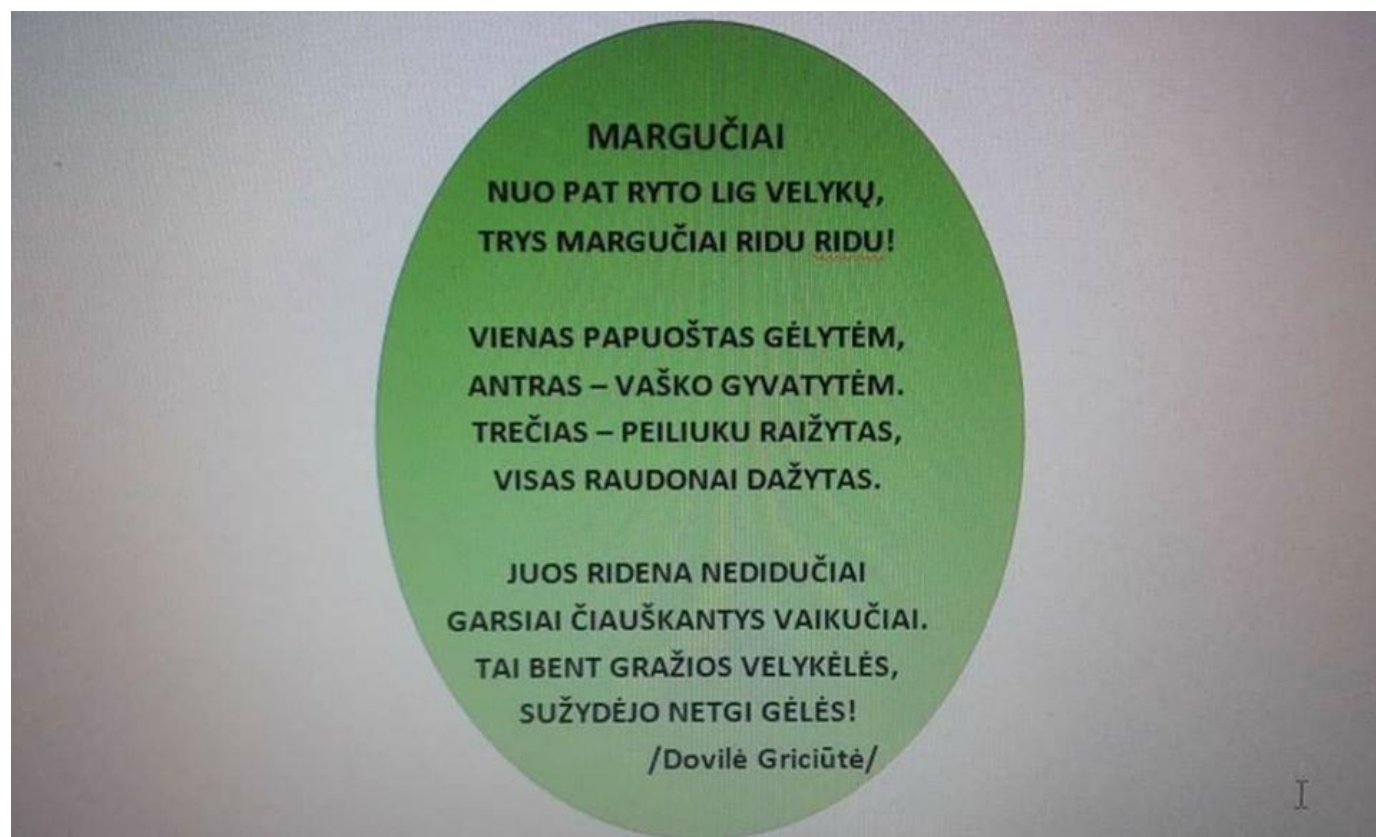 MARGUČIAI
NUO PAT RYTO LIG VELYKŲ,
TRYS MARGUČIAI RIDU RIDU!
VIENAS PAPUOŠTAS GĖLYTĖM,
ANTRAS – VAŠKO GYVATYTĖM.
TREČIAS – PEILIUKU RAIŽYTAS,
VISAS RAUDONAI DAŽYTAS.
JUOS RIDENA NEDIDUČIAI
GARSIAI ČIAUŠKANTYS VAIKUČIAI.
TAI BENT GRAŽIOS VELYKĖLĖS,
SUŽYDĖJO NETGI GĖLĖS!
/Dovilė Griciūtė/